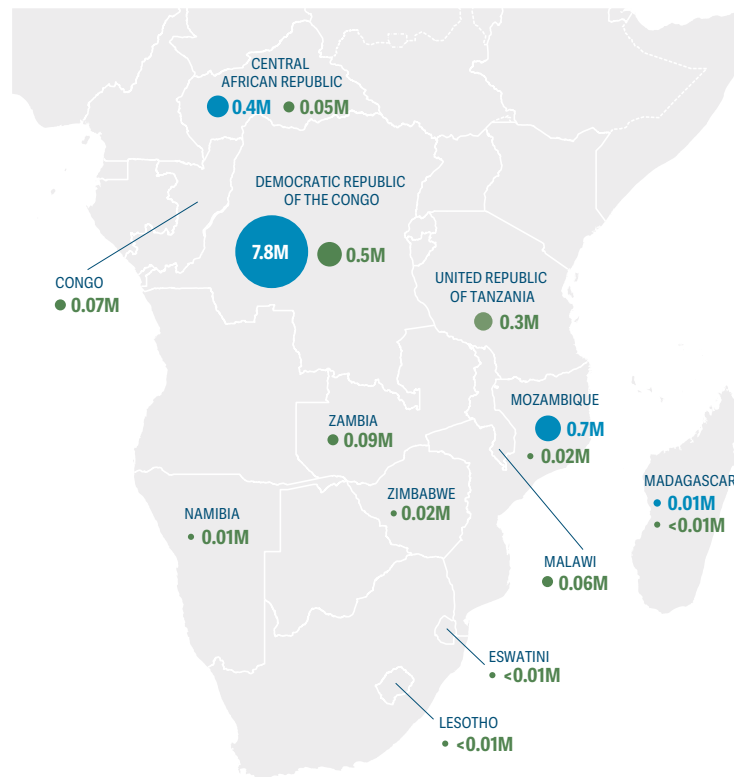 CENTRAL
AFRICAN REPUBLIC
0.4M 0.05M
DEMOCRATIC REPUBLIC
OF THE CONGO
7.8M 0.5M
CONGO
0.07M
UNITED REPUBLIC
OF TANZANIA
0.3M
MOZAMBIQUE
0.7M
0.02M
ZAMBIA
0.09M
MADAGASCAR
0.01M
<0.01M
ZIMBABWE
0.02M
NAMIBIA
0.01M
MALAWI
0.06M
ESWATINI
<0.01M
LESOTHO
<0.01M